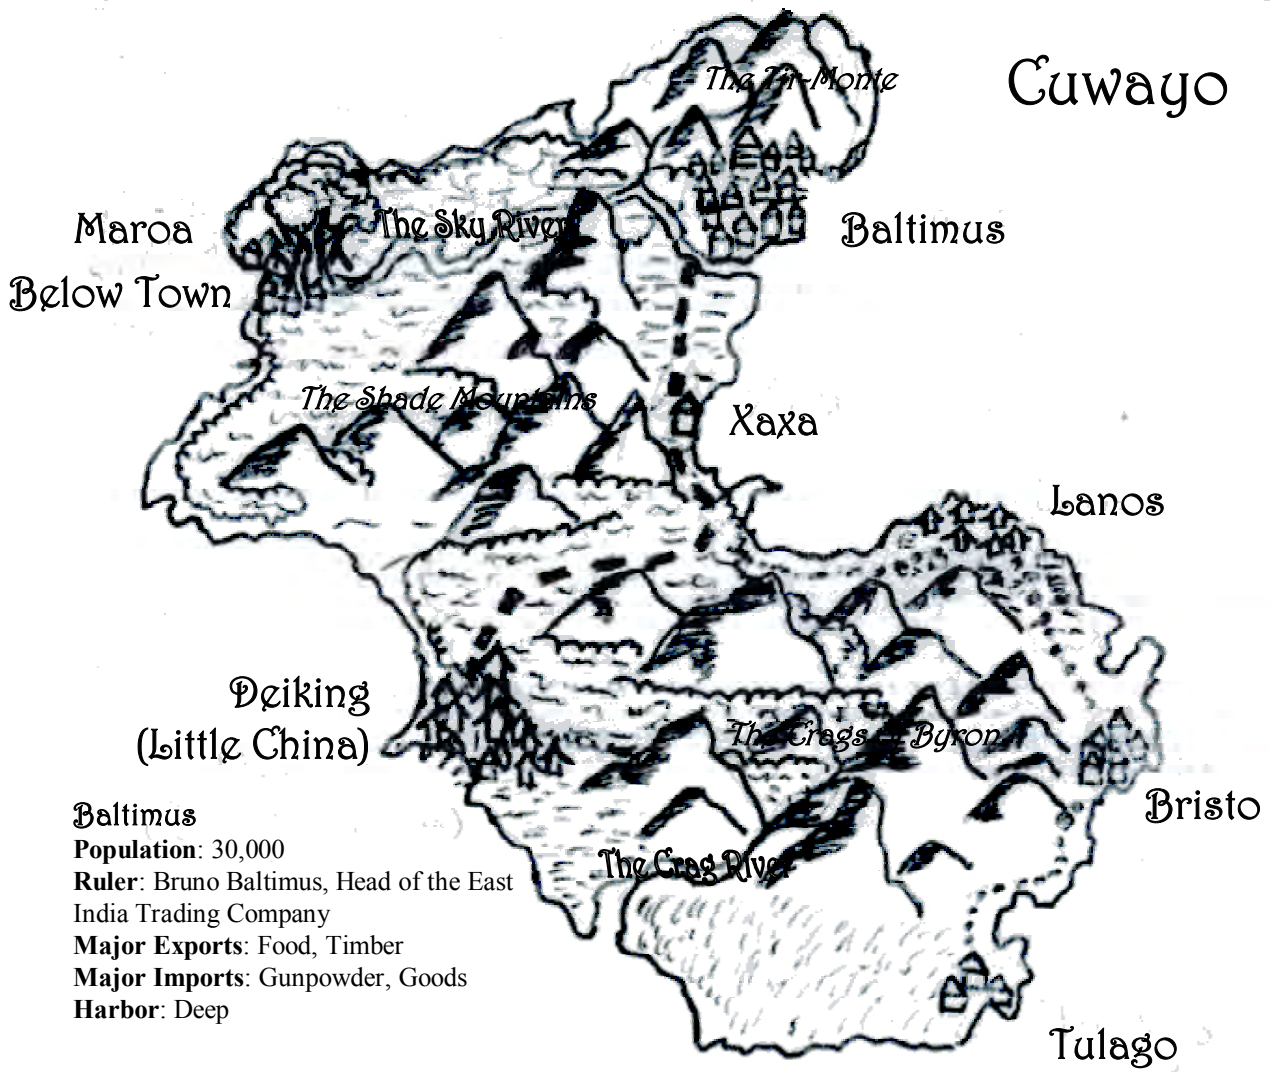 The Tir-Monte
Cuwayo
Maroa
The Sky River
Baltimus
Below Town
The Shade Mountains
Xaxa
Lanos
Deiking
(Little China)
The Crags of Byron
Bristo
The Crag River
Tulago
Baltimus
Population: 30,000
Ruler: Bruno Baltimus, Head of the East
India Trading Company
Major Exports: Food, Timber
Major Imports: Gunpowder, Goods
Harbor: Deep